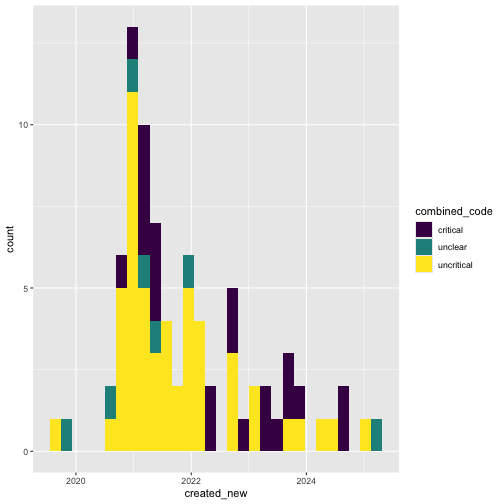 10
5
0
count
2020
2022
2024
created_new
combined_code
critical
unclear
uncritical